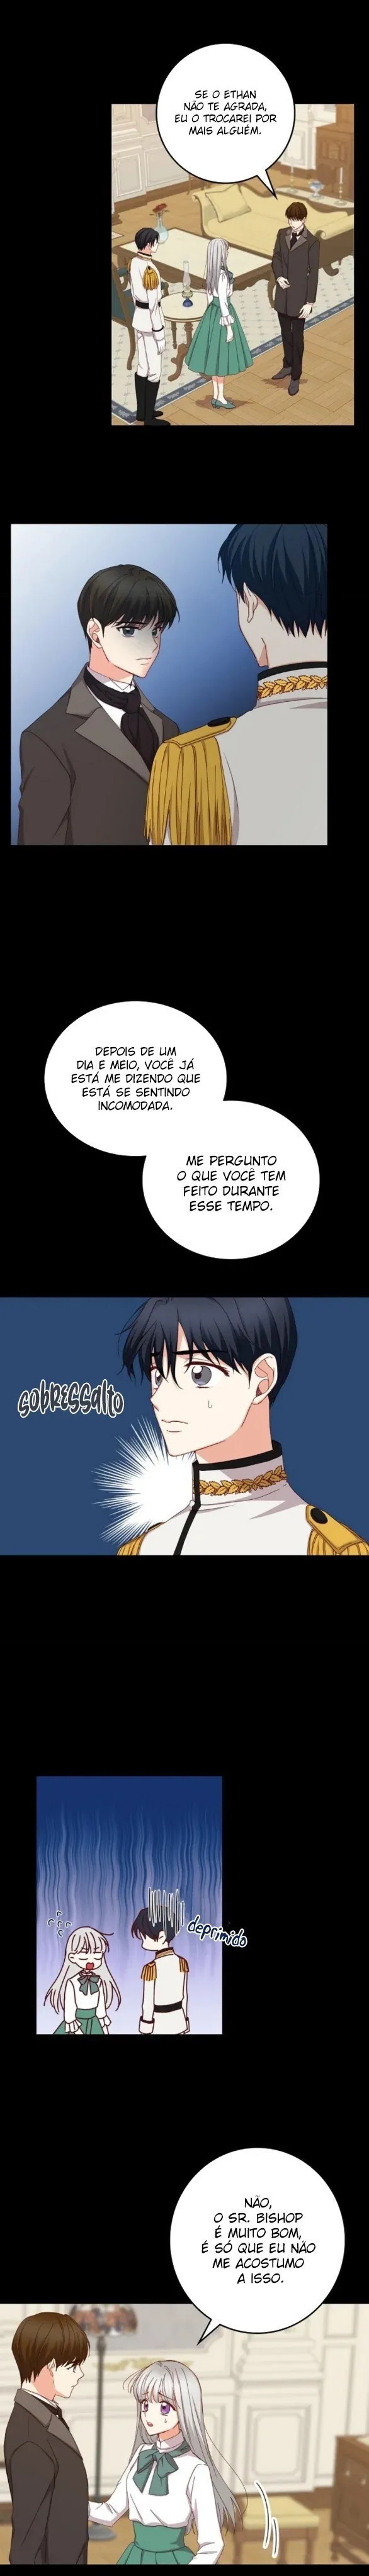 SE O ETHAN
NÃO TE AGRADA,
EU O TROCAREI POR
MAIS ALGUÉM.
DEPOIS DE UM
DIA E MEIO, VOCÊ JÁ
ESTÁ ME DIZENDO QUE
ESTÁ SE SENTINDO
INCOMODADA.
ME PERGUNTO
O QUE VOCÊ TEM
FEITO DURANTE
ESSE TEMPO.
SOBRESSALTO
deprimido
NÃO,
O SR. BISHOP
É MUITO BOM,
É SÓ QUE EU NÃO
ME ACOSTUMO
A ISSO.